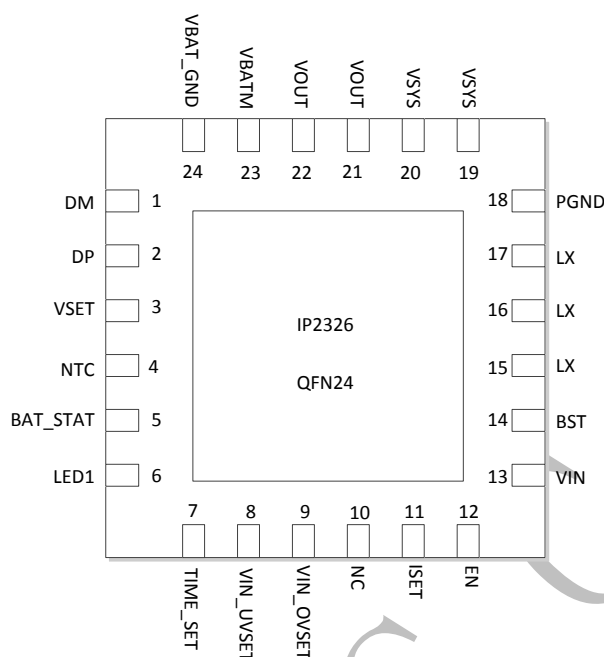 VBAT_GND
VBATM
VOUT
VOUT
VSYS
VSYS
24
23
22
21
20
19
DM
1
18
PGND
DP
2
17
LX
VSET
3
16
LX
IP2326
NTC
4
15
LX
QFN24
BAT_STAT
5
14
BST
LED1
6
13
VIN
7
8
9
10
11
12
TIME_SET
VIN_UVSET
VIN_OVSET
NC
ISET
EN